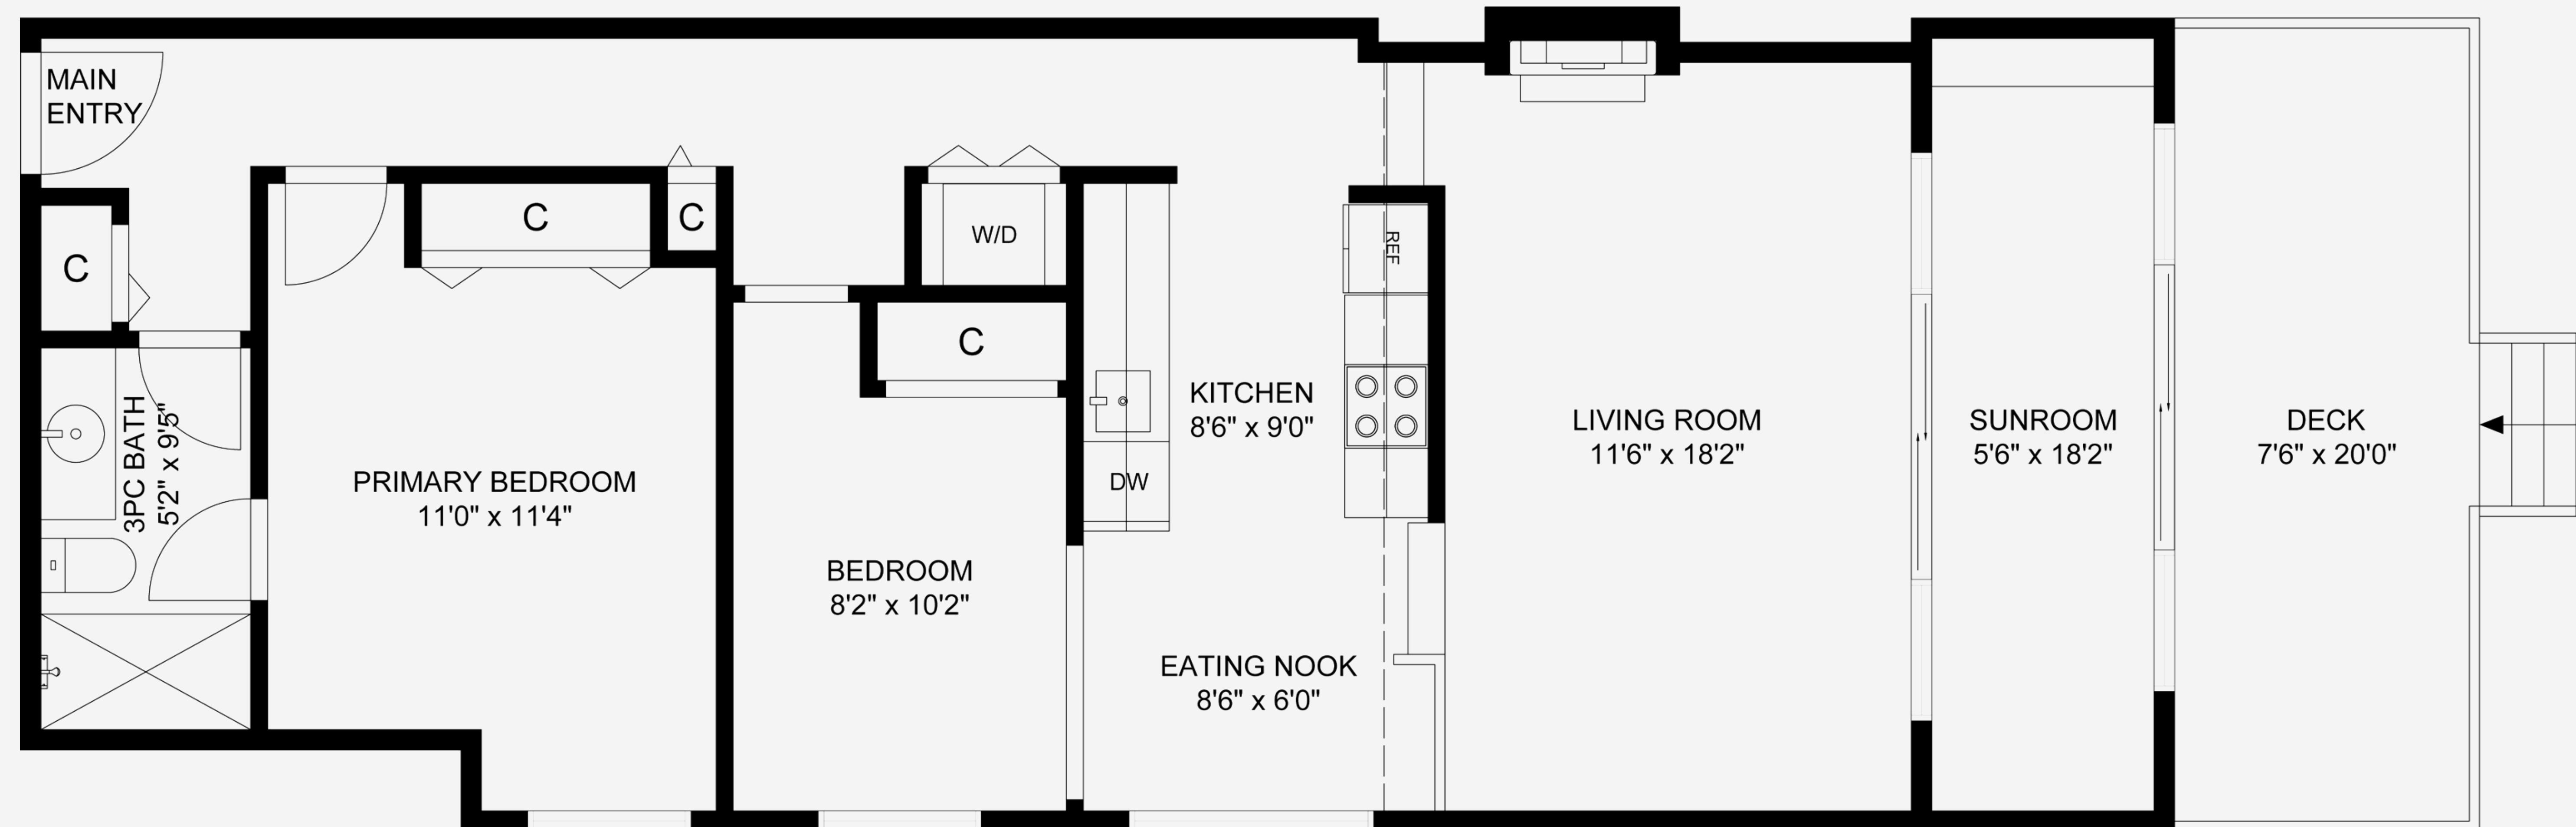 MAIN
ENTRY
C
C
C
W/D
REF
C
3PC BATH
5'2" x 9'5"
PRIMARY BEDROOM
11'0" x 11'4"
BEDROOM
8'2" x 10'2"
KITCHEN
8'6" x 9'0"
DW
EATING NOOK
8'6" x 6'0"
LIVING ROOM
11'6" x 18'2"
SUNROOM
5'6" x 18'2"
DECK
7'6" x 20'0"